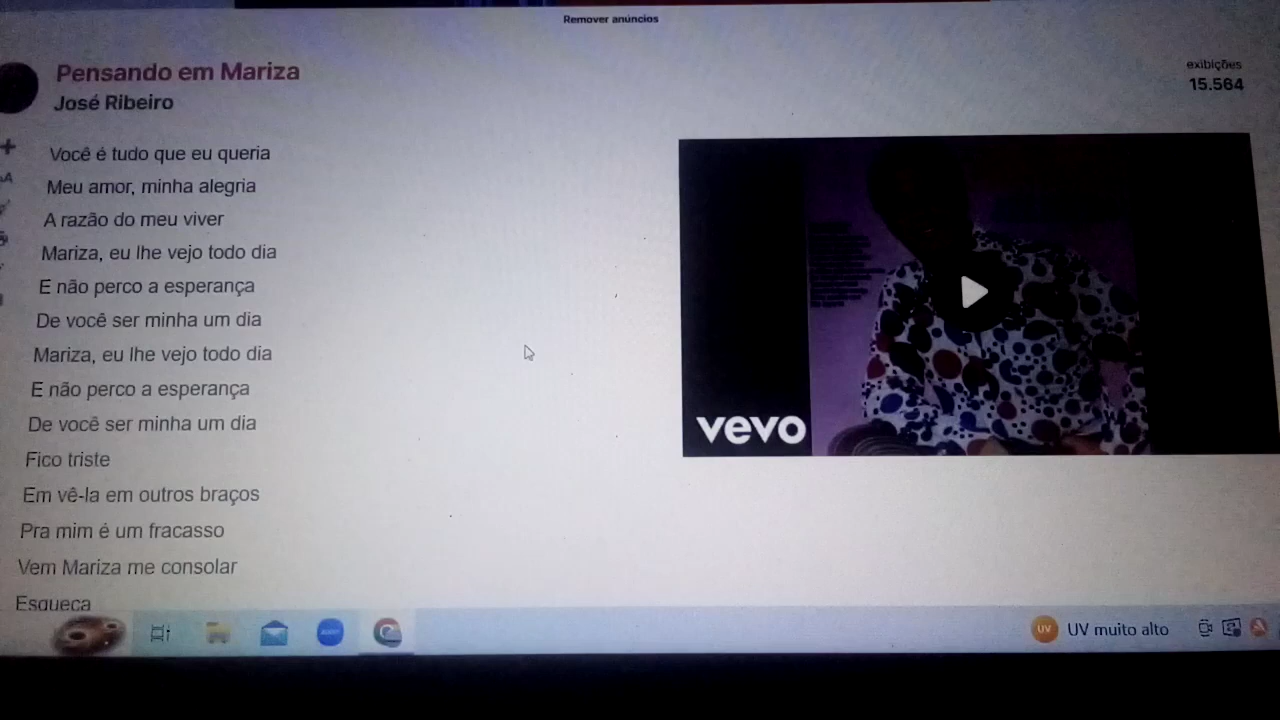 Remover anúncios
Pensando em Mariza
José Ribeiro
exibições
15.564
Você é tudo que eu queria
Meu amor, minha alegria
A razão do meu viver
Mariza, eu lhe vejo todo dia
E não perco a esperança
De você ser minha um dia
Mariza, eu lhe vejo todo dia
E não perco a esperança
De você ser minha um dia
Fico triste
Em vê-la em outros braços
Pra mim é um fracasso
Vem Mariza me consolar
Esqueça
vevo
UV
UV muito alto